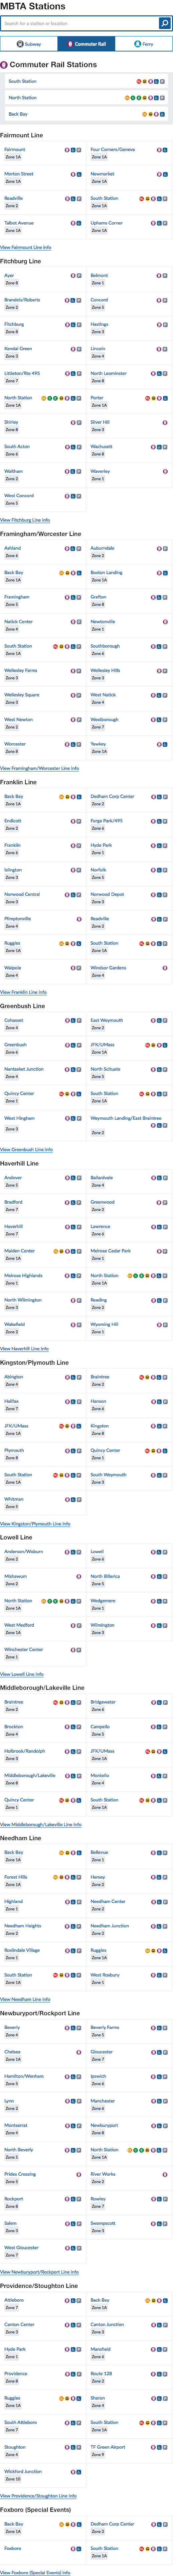 MBTA Stations
Search for a station or location
Subway
Commuter Rail
Ferry
Commuter Rail Stations
South Station
North Station
Back Bay
Fairmount Line
Fairmount
Zone 1A
Four Corners/Geneva
Zone 1A
Morton Street
Zone 1A
Newmarket
Zone 1A
Readville
Zone 2
South Station
Zone 1A
Talbot Avenue
Zone 1A
Uphams Corner
Zone 1A
View Fairmount Line info
Fitchburg Line
Ayer
Zone 8
Belmont
Zone 1
Brandeis/Roberts
Zone 2
Concord
Zone 5
Fitchburg
Zone 8
Hastings
Zone 3
Kendal Green
Zone 3
Lincoln
Zone 4
Littleton/Rte 495
Zone 7
North Leominster
Zone 8
North Station
Zone 1A
Porter
Zone 1A
Shirley
Zone 8
Silver Hill
Zone 3
South Acton
Zone 6
Wachusett
Zone 8
Waltham
Zone 2
Waverley
Zone 1
West Concord
Zone 5
View Fitchburg Line info
Framingham/Worcester Line
Ashland
Zone 6
Auburndale
Zone 2
Back Bay
Zone 1A
Boston Landing
Zone 1A
Framingham
Zone 5
Grafton
Zone 8
Natick Center
Zone 4
Newtonville
Zone 1
South Station
Zone 1A
Southborough
Zone 6
Wellesley Farms
Zone 3
Wellesley Hills
Zone 3
Wellesley Square
Zone 3
West Natick
Zone 4
West Newton
Zone 2
Westborough
Zone 7
Worcester
Zone 8
Yawkey
Zone 1A
View Framingham/Worcester Line info
Franklin Line
Back Bay
Zone 1A
Dedham Corp Center
Zone 2
Endicott
Zone 2
Forge Park/495
Zone 6
Franklin
Zone 6
Hyde Park
Zone 1
Islington
Zone 3
Norfolk
Zone 5
Norwood Central
Zone 3
Norwood Depot
Zone 3
Plimptonville
Zone 4
Readville
Zone 2
Ruggles
Zone 1A
South Station
Zone 1A
Walpole
Zone 4
Windsor Gardens
Zone 4
View Franklin Line info
Greenbush Line
Cohasset
Zone 4
East Weymouth
Zone 2
Greenbush
Zone 6
JFK/UMass
Zone 1A
Nantasket Junction
Zone 4
North Scituate
Zone 5
Quincy Center
Zone 1
South Station
Zone 1A
West Hingham
Zone 3
Weymouth Landing/East Braintree
Zone 2
View Greenbush Line info
Haverhill Line
Andover
Zone 5
Ballardvale
Zone 4
Bradford
Zone 7
Greenwood
Zone 2
Haverhill
Zone 7
Lawrence
Zone 6
Malden Center
Zone 1A
Melrose Cedar Park
Zone 1
Melrose Highlands
Zone 1
North Station
Zone 1A
North Wilmington
Zone 3
Reading
Zone 2
Wakefield
Zone 2
Wyoming Hill
Zone 1
View Haverhill Line info
Kingston/Plymouth Line
Abington
Zone 4
Braintree
Zone 2
Halifax
Zone 7
Hanson
Zone 6
JFK/UMass
Zone 1A
Kingston
Zone 8
Plymouth
Zone 8
Quincy Center
Zone 1
South Station
Zone 1A
South Weymouth
Zone 3
Whitman
Zone 5
View Kingston/Plymouth Line info
Lowell Line
Anderson/Woburn
Zone 2
Lowell
Zone 6
Mishawum
Zone 2
North Billerica
Zone 5
North Station
Zone 1A
Wedgemere
Zone 1
West Medford
Zone 1A
Wilmington
Zone 3
Winchester Center
Zone 1
View Lowell Line info
Middleborough/Lakeville Line
Braintree
Zone 2
Bridgewater
Zone 6
Brockton
Zone 4
Campello
Zone 5
Holbrook/Randolph
Zone 3
JFK/UMass
Zone 1A
Middleborough/Lakeville
Zone 8
Montello
Zone 4
Quincy Center
Zone 1
South Station
Zone 1A
View Middleborough/Lakeville Line info
Needham Line
Back Bay
Zone 1A
Bellevue
Zone 1
Forest Hills
Zone 1A
Hersey
Zone 2
Highland
Zone 1
Needham Center
Zone 2
Needham Heights
Zone 2
Needham Junction
Zone 2
Roslindale Village
Zone 1
Ruggles
Zone 1A
South Station
Zone 1A
West Roxbury
Zone 1
View Needham Line info
Newburyport/Rockport Line
Beverly
Zone 4
Beverly Farms
Zone 5
Chelsea
Zone 1A
Gloucester
Zone 7
Hamilton/Wenham
Zone 5
Ipswich
Zone 6
Lynn
Zone 2
Manchester
Zone 6
Montserrat
Zone 4
Newburyport
Zone 8
North Beverly
Zone 5
North Station
Zone 1A
Prides Crossing
Zone 5
River Works
Zone 2
Rockport
Zone 8
Rowley
Zone 7
Salem
Zone 3
Swampscott
Zone 3
West Gloucester
Zone 7
View Newburyport/Rockport Line info
Providence/Stoughton Line
Attleboro
Zone 7
Back Bay
Zone 1A
Canton Center
Zone 3
Canton Junction
Zone 3
Hyde Park
Zone 1
Mansfield
Zone 6
Providence
Zone 8
Route 128
Zone 2
Ruggles
Zone 1A
Sharon
Zone 4
South Attleboro
Zone 7
South Station
Zone 1A
Stoughton
Zone 4
TF Green Airport
Zone 9
Wickford Junction
Zone 10
View Providence/Stoughton Line info
Foxboro (Special Events)
Back Bay
Zone 1A
Dedham Corp Center
Zone 2
Foxboro
South Station
Zone 1A
View Foxboro (Special Events) info